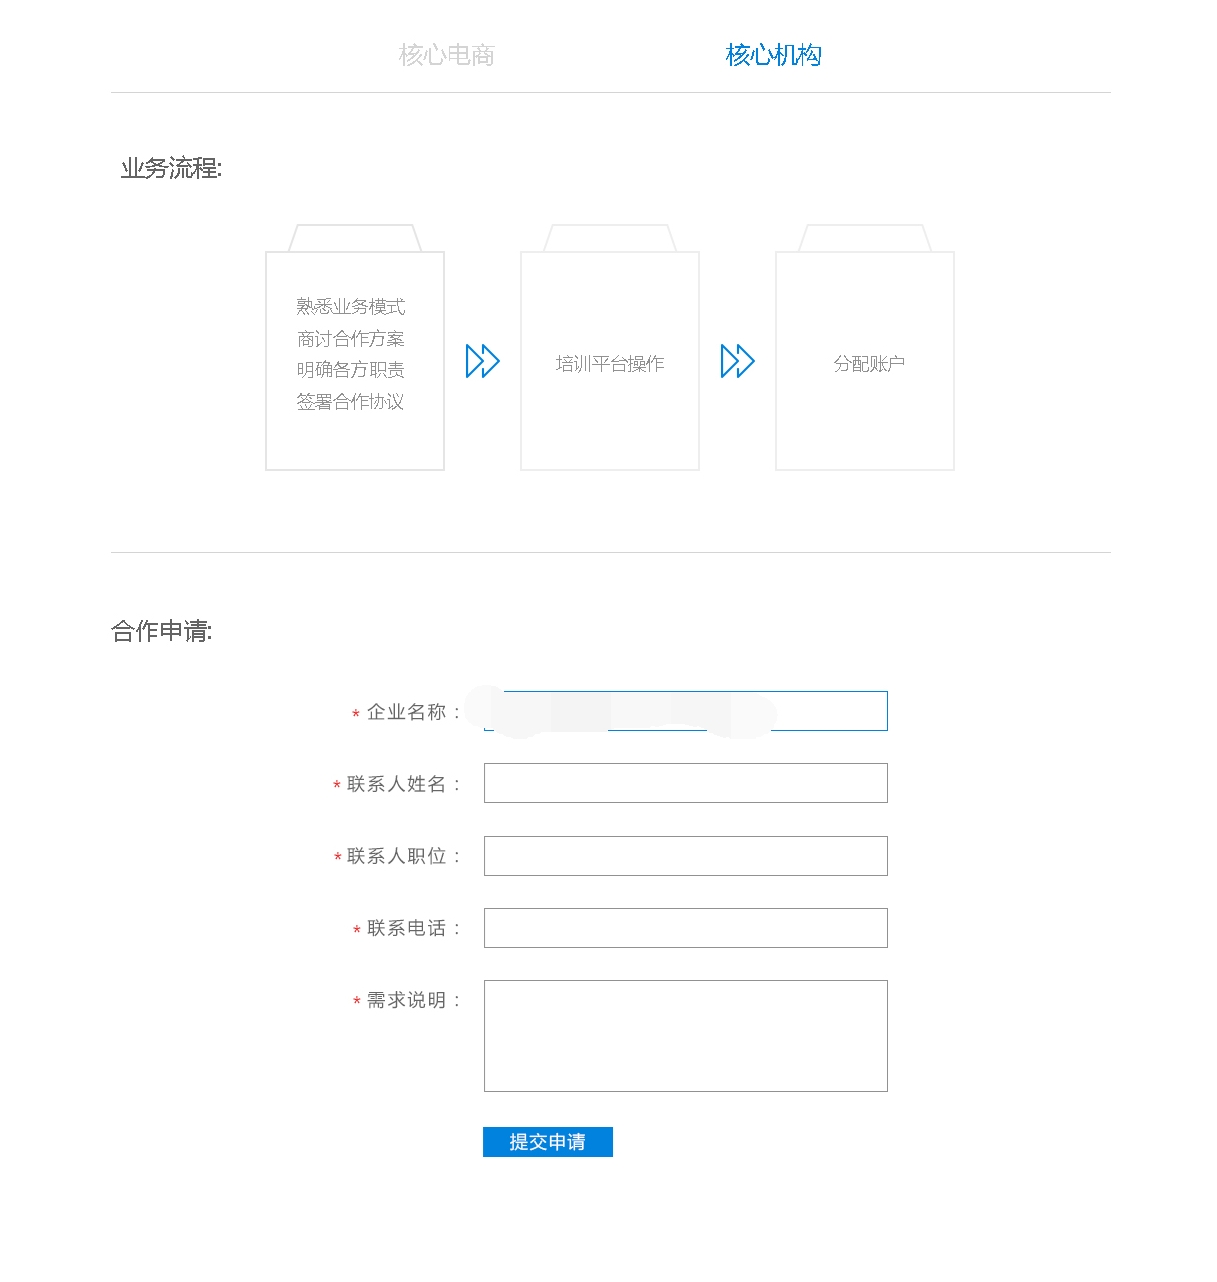 核心电商 核心机构
业务流程:
熟悉业务模式
商讨合作方案
明确各方职责
签署合作协议
培训平台操作
分配账户
合作申请:
* 企业名称：
* 联系人姓名：
* 联系人职位：
* 联系电话：
* 需求说明：
提交申请